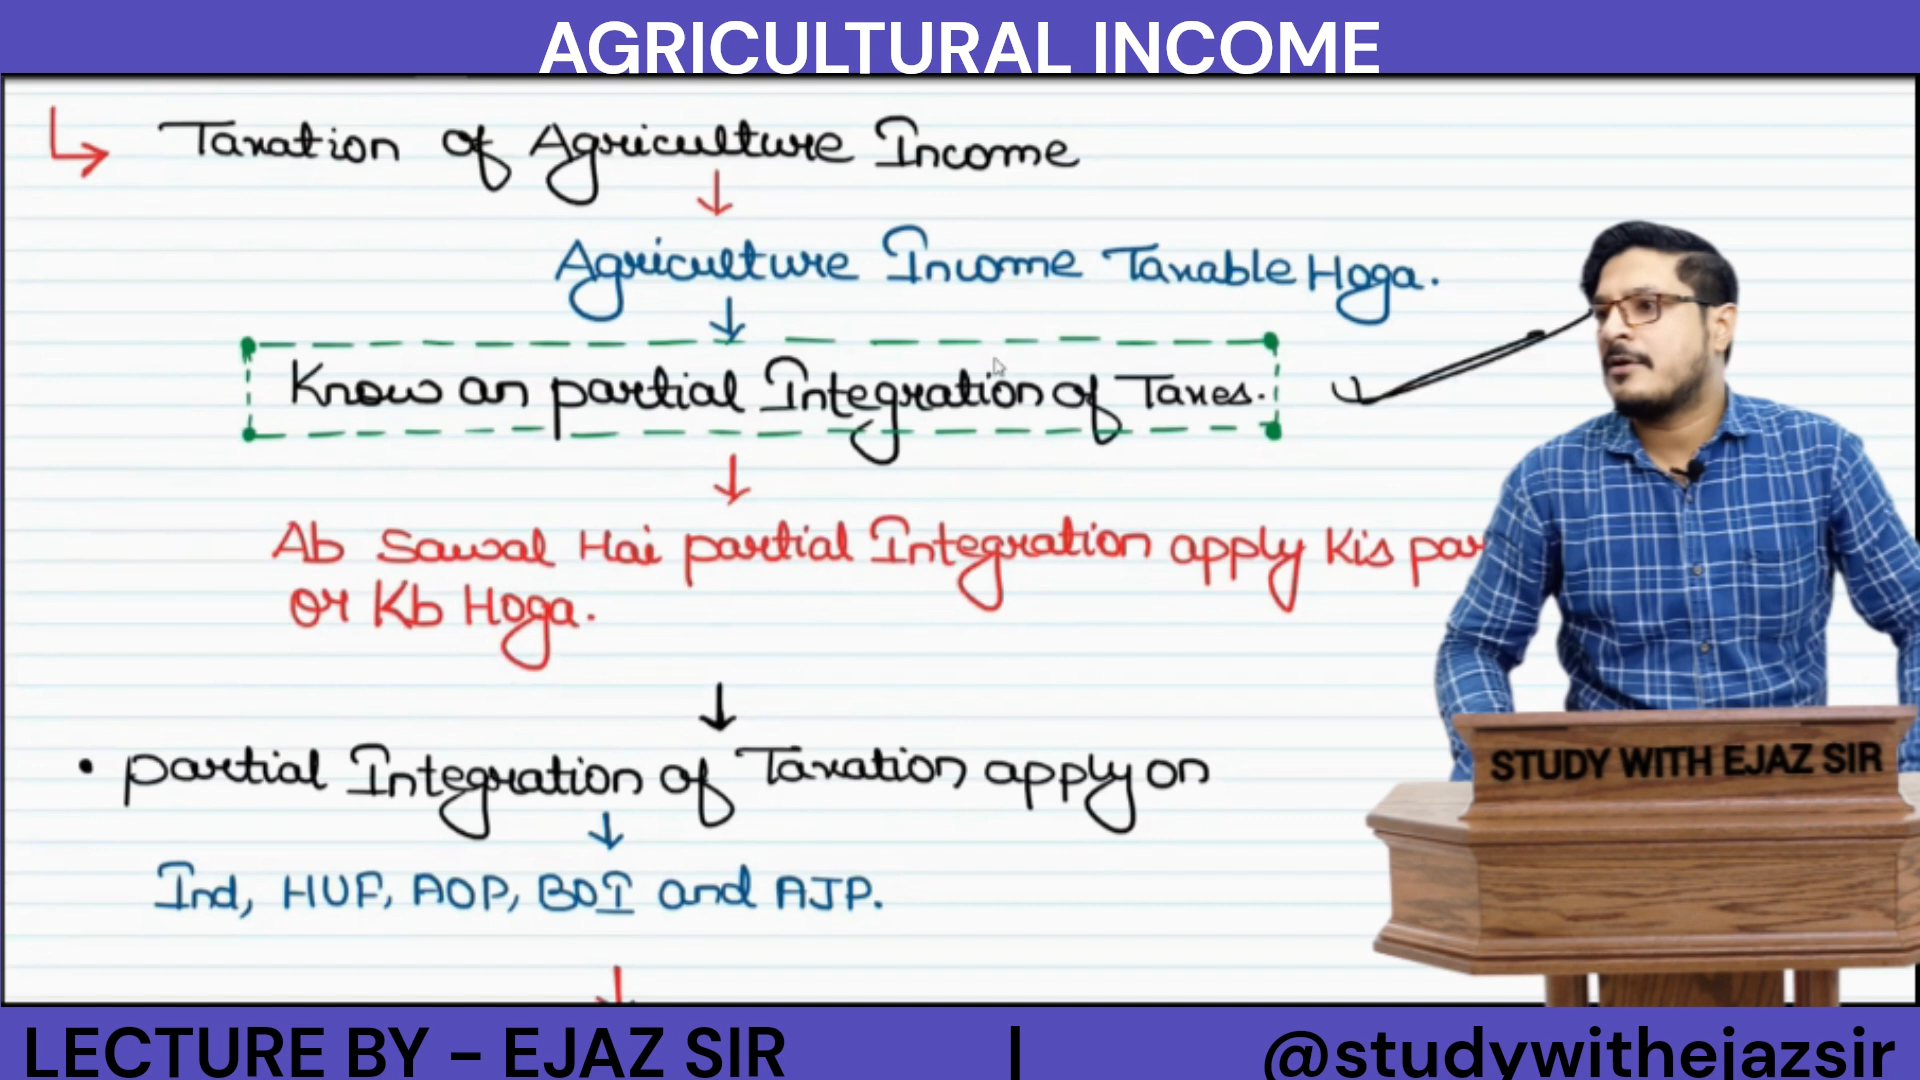 AGRICULTURAL INCOME
Taxation of Agriculture Income
Agriculture Income Taxable Hoga.
Know an partial Integration of Taxes.
Ab Sawal Hai partial Integration apply Kis par
or Kb Hoga.
• partial Integration of Taxation apply on
Ind, HUF, AOP, BOI and AJP.
STUDY WITH EJAZ SIR
LECTURE BY - EJAZ SIR | @studywithejazsir